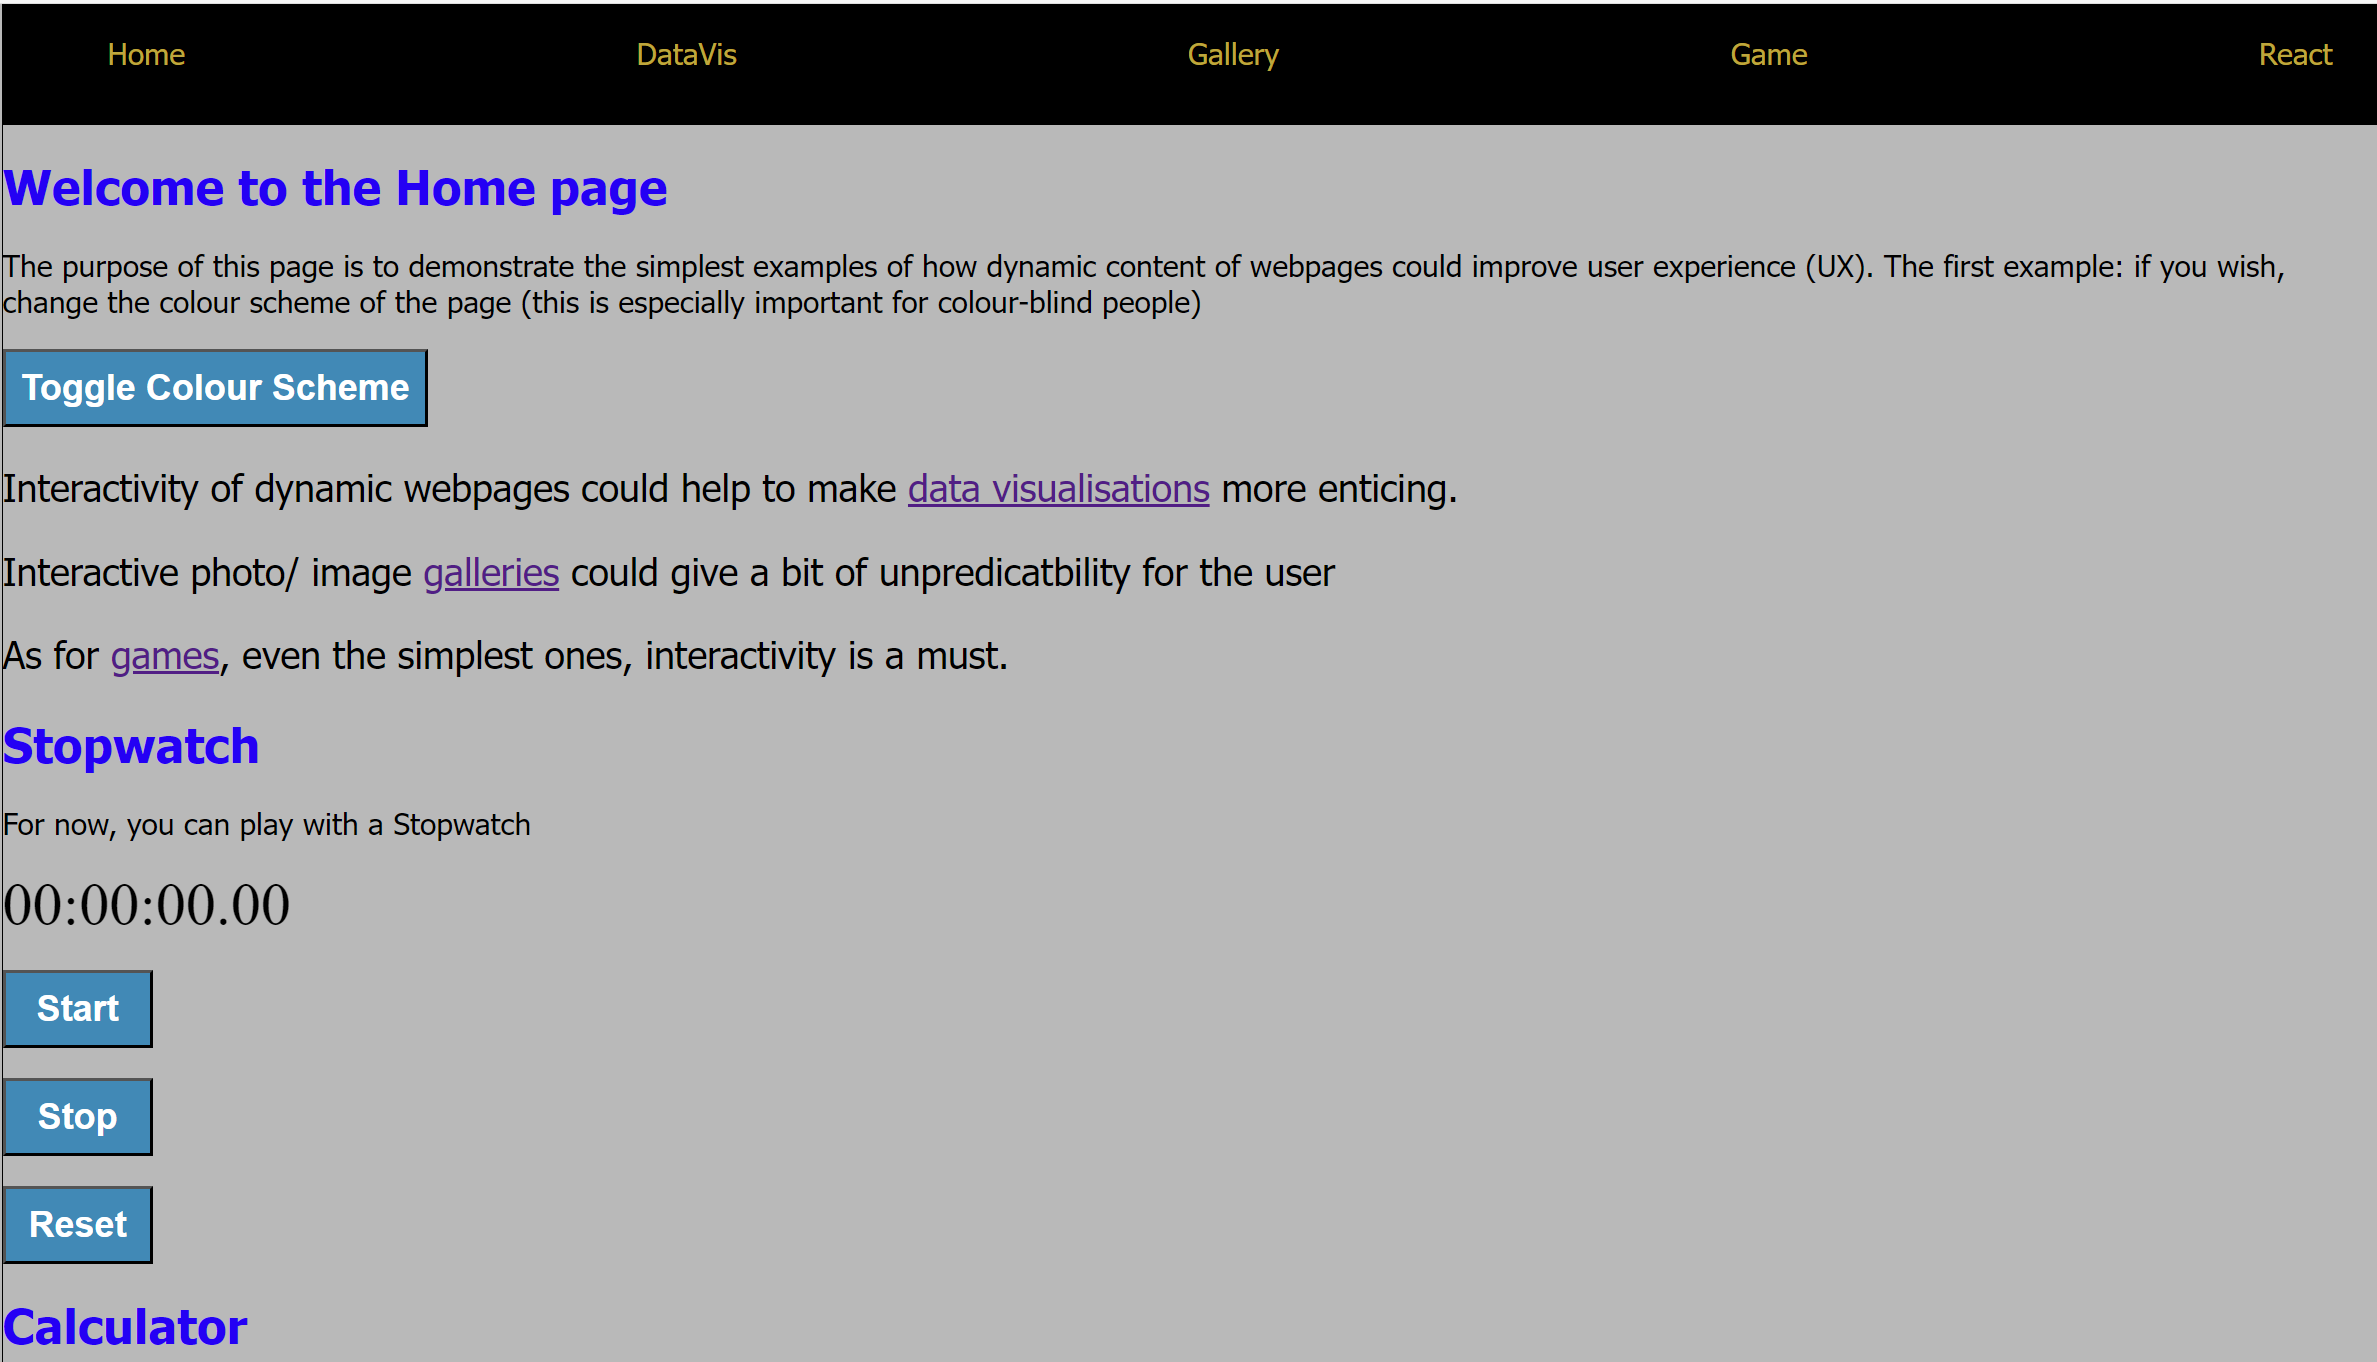 Home DataVis Gallery Game React
Welcome to the Home page
The purpose of this page is to demonstrate the simplest examples of how dynamic content of webpages could improve user experience (UX). The first example: if you wish,
change the colour scheme of the page (this is especially important for colour-blind people)
Toggle Colour Scheme
Interactivity of dynamic webpages could help to make data visualisations more enticing.
Interactive photo/ image galleries could give a bit of unpredicatbility for the user
As for games, even the simplest ones, interactivity is a must.
Stopwatch
For now, you can play with a Stopwatch
00:00:00.00
Start
Stop
Reset
Calculator